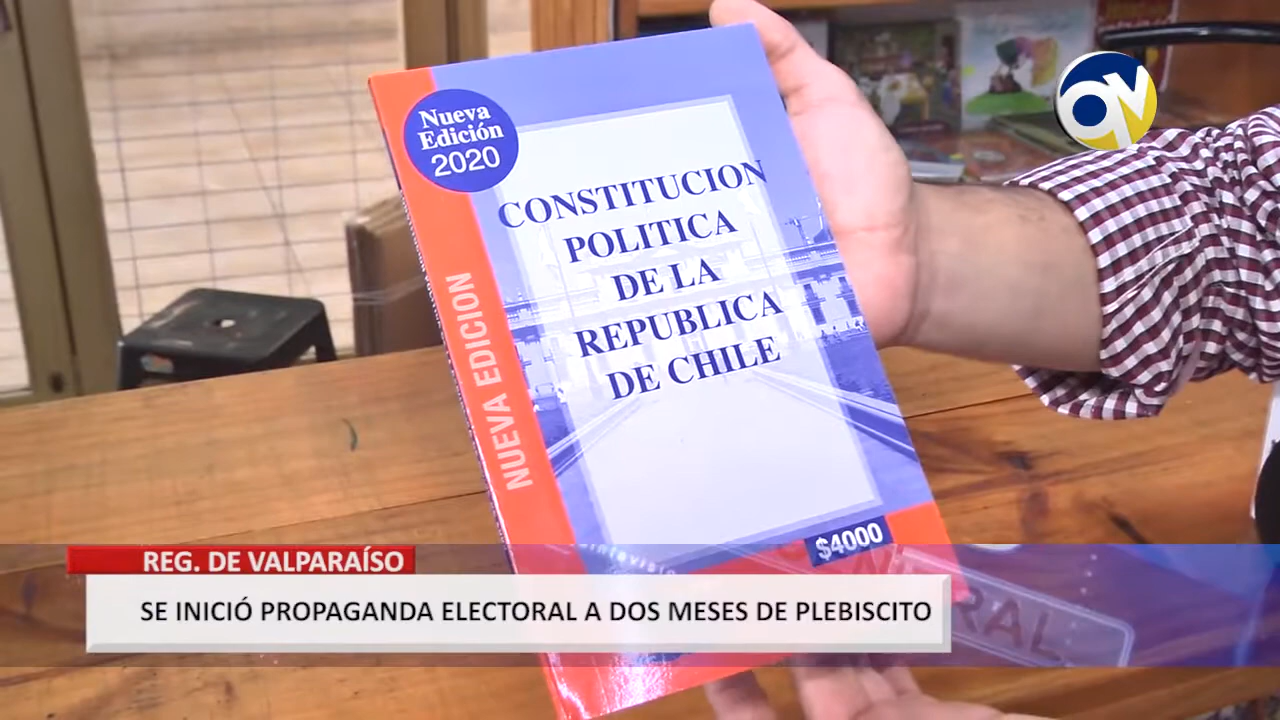 Nueva
Edición
2020
CONSTITUCION
POLITICA
DE LA
REPUBLICA
DE CHILE
NUEVA EDICION
$4000
REG. DE VALPARAÍSO
SE INICIÓ PROPAGANDA ELECTORAL A DOS MESES DE PLEBISCITO